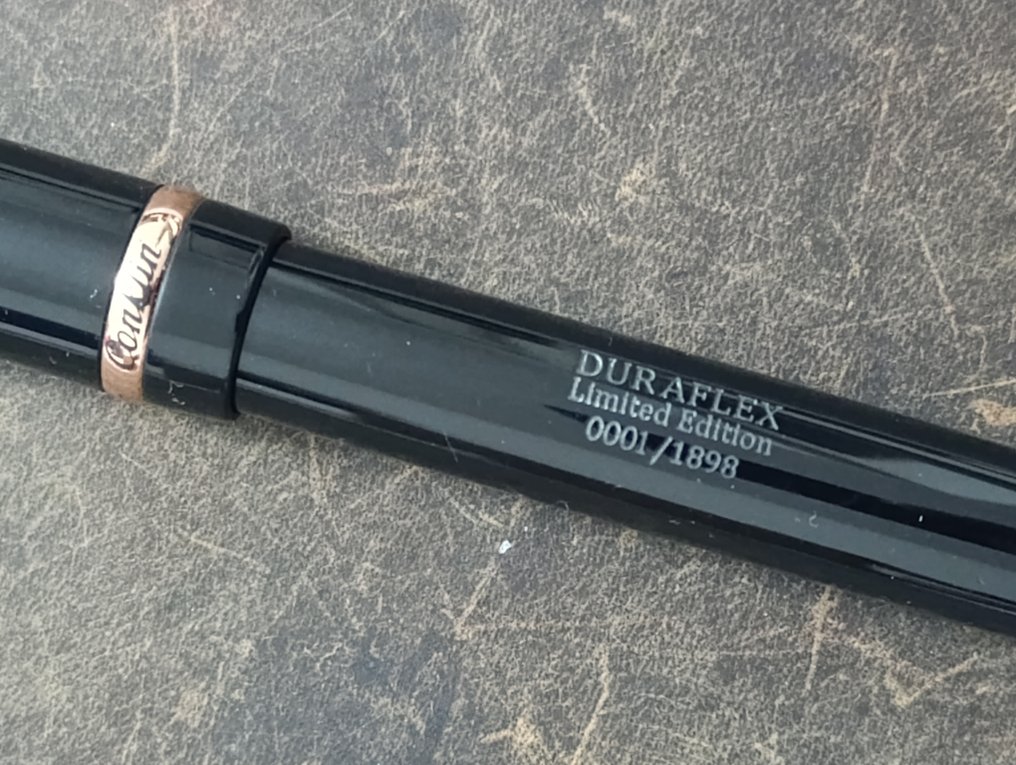 Conklin
DURAFLEX
Limited Edition
0001/1898